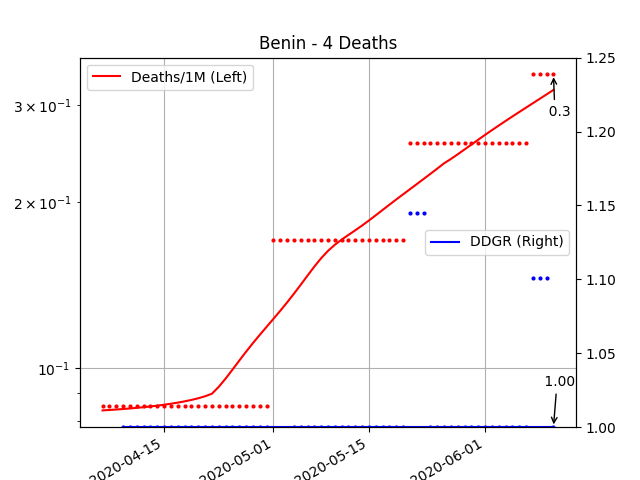 Benin - 4 Deaths
Deaths/1M (Left)
DDGR (Right)
3 × 10⁻¹
2 × 10⁻¹
10⁻¹
1.25
1.20
1.15
1.10
1.05
1.00
0.3
1.00
2020-04-15
2020-05-01
2020-05-15
2020-06-01